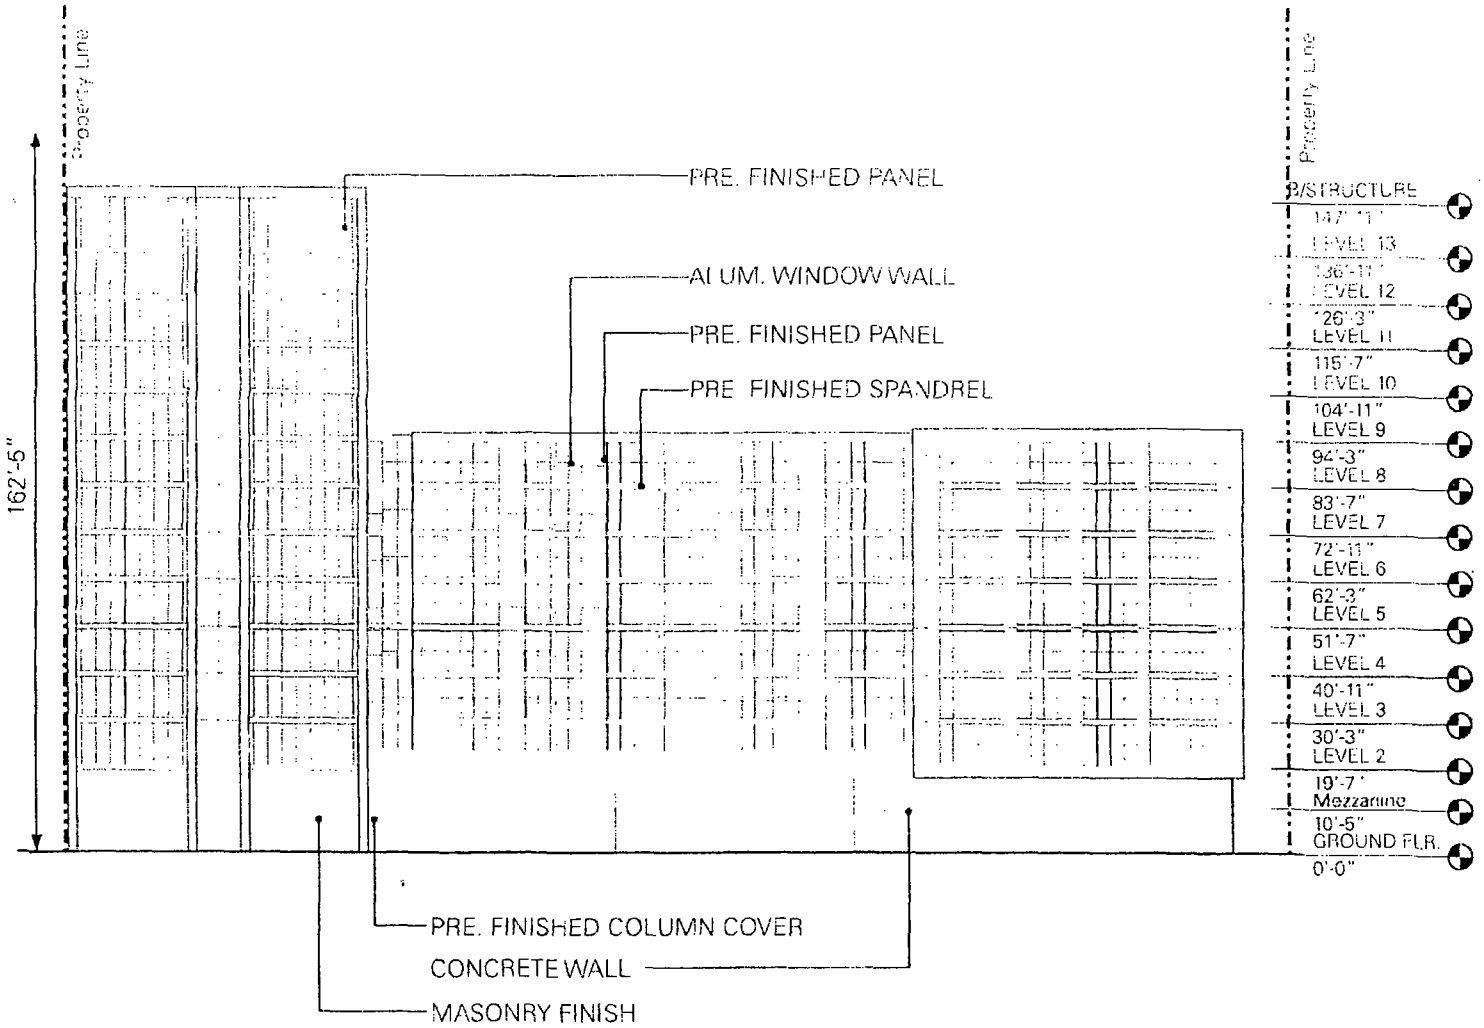 Property Line
Property Line
162'-5"
PRE. FINISHED PANEL
ALUM. WINDOW WALL
PRE. FINISHED PANEL
PRE FINISHED SPANDREL
B/STRUCTURE
147'-11"
LEVEL 13
136'-11"
LEVEL 12
126'-3"
LEVEL 11
115'-7"
LEVEL 10
104'-11"
LEVEL 9
94'-3"
LEVEL 8
83'-7"
LEVEL 7
72'-11"
LEVEL 6
62'-3"
LEVEL 5
51'-7"
LEVEL 4
40'-11"
LEVEL 3
30'-3"
LEVEL 2
19'-7"
Mezzanine
10'-5"
GROUND FLR.
0'-0"
PRE. FINISHED COLUMN COVER
CONCRETE WALL
MASONRY FINISH